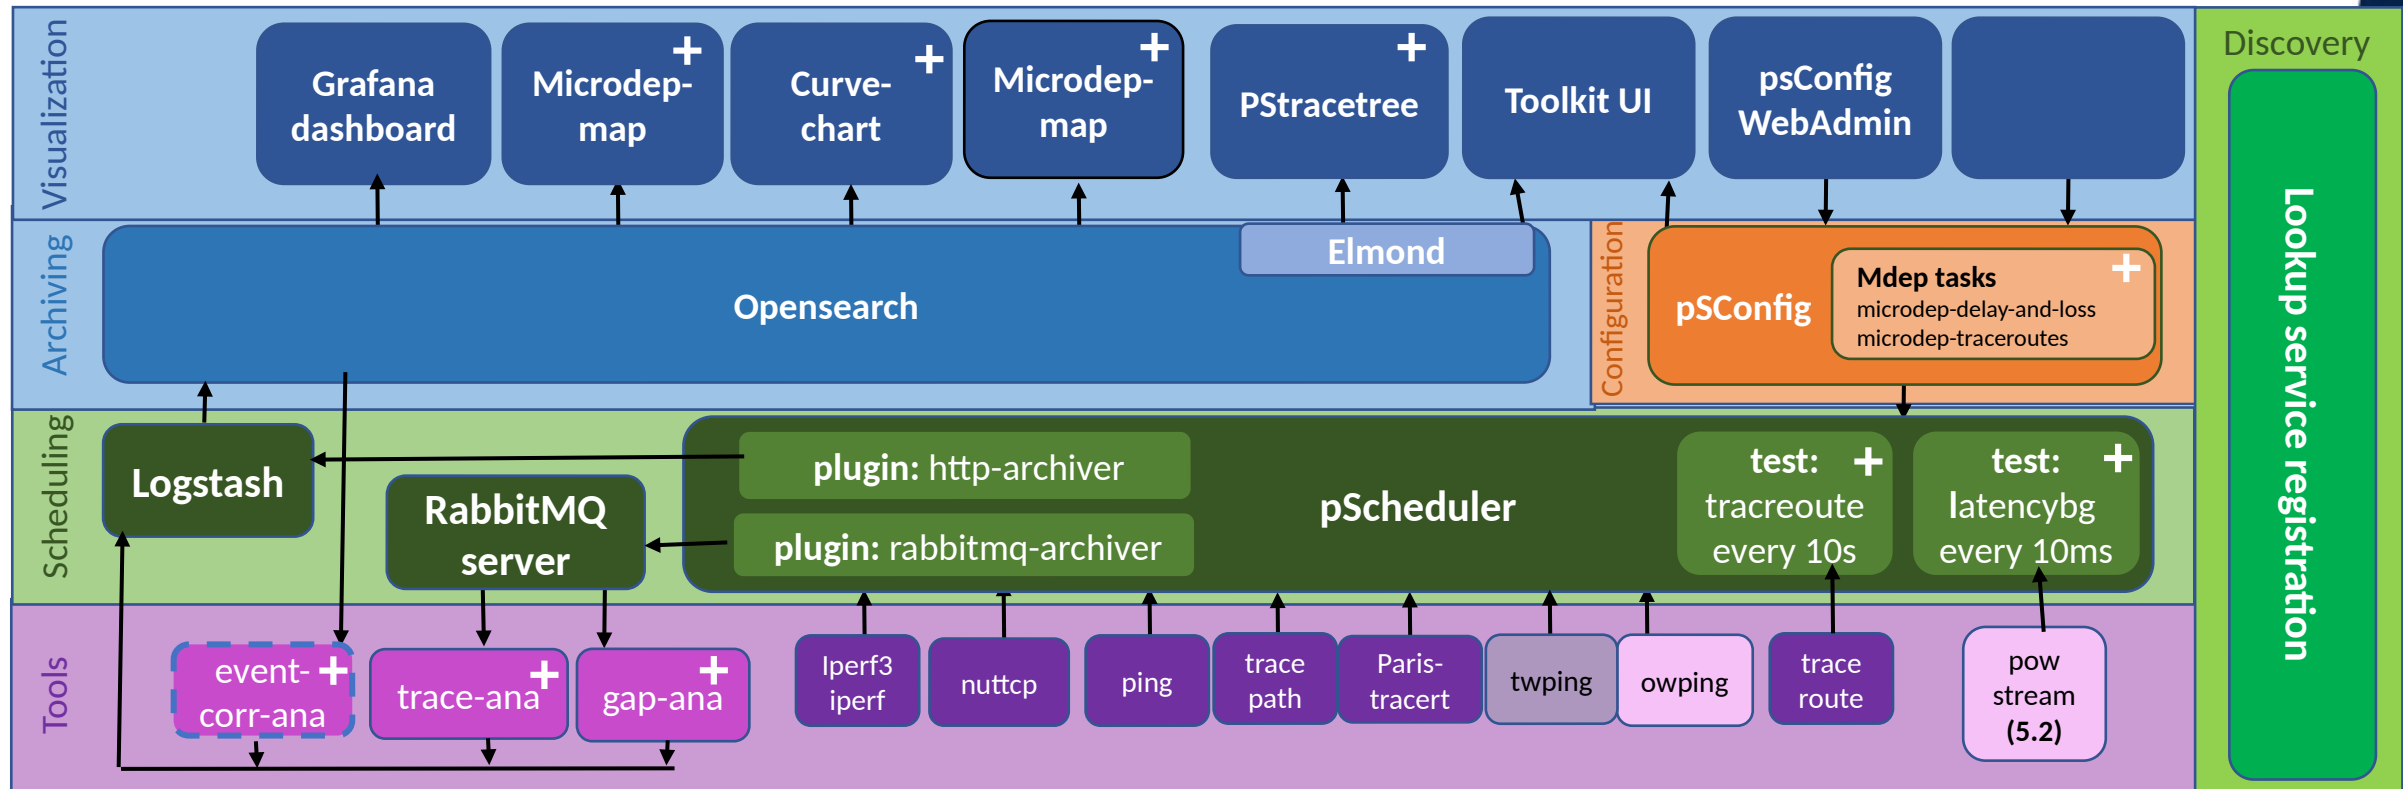 Visualization
Grafana
dashboard
+
Microdep-
map
+
Curve-
chart
+
Microdep-
map
+
PStracetree
Toolkit UI
psConfig
WebAdmin
Discovery
Lookup service registration
Archiving
Opensearch
Elmond
Configuration
pSConfig
+
Mdep tasks
microdep-delay-and-loss
microdep-traceroutes
Scheduling
Logstash
RabbitMQ
server
plugin: http-archiver
plugin: rabbitmq-archiver
pScheduler
test: +
tracreoute
every 10s
test: +
latencybg
every 10ms
Tools
event- +
corr-ana
+
trace-ana
+
gap-ana
Iperf3
iperf
nuttcp
ping
trace
path
Paris-
tracert
twping
owping
trace
route
pow
stream
(5.2)